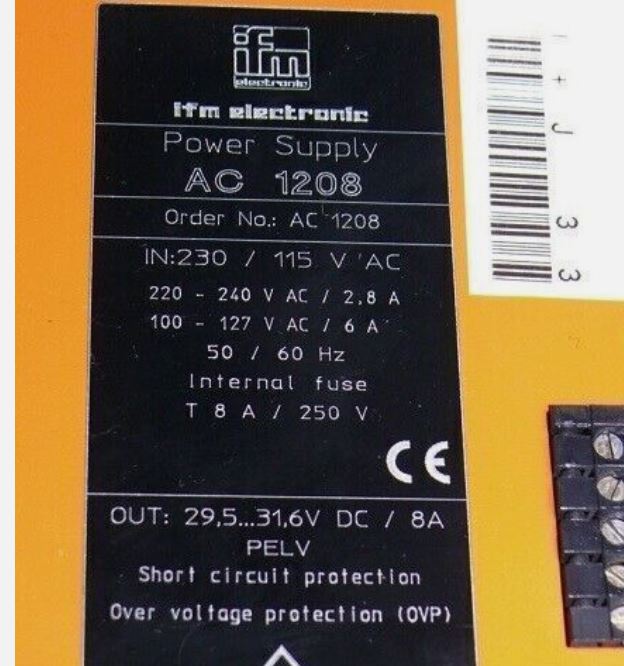 ifm
electronic
ifm electronic
Power Supply
AC 1208
Order No.: AC 1208
IN:230 / 115 V AC
220 - 240 V AC / 2,8 A
100 - 127 V AC / 6 A
50 / 60 Hz
Internal fuse
T 8 A / 250 V
CE
OUT: 29,5...31,6V DC / 8A
PELV
Short circuit protection
Over voltage protection (OVP)
+ J 3 3